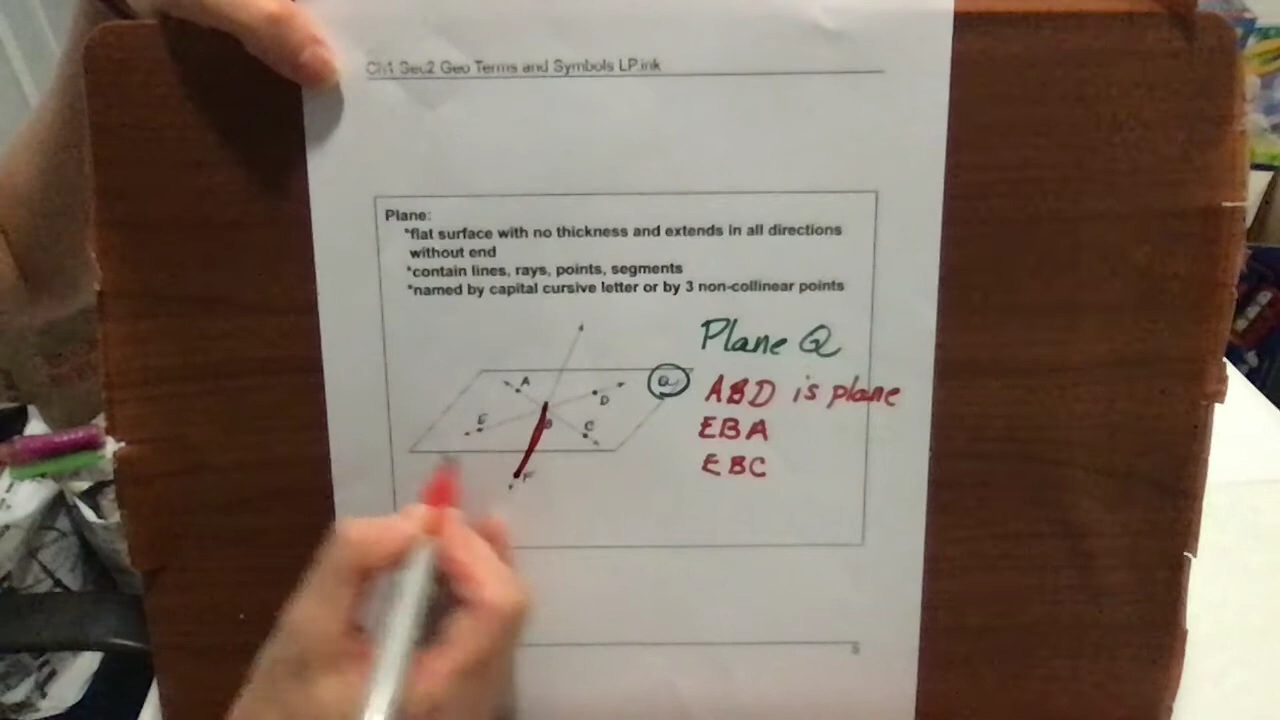 Ch1 Sec2 Geo Terms and Symbols LP.ink
Plane:
*flat surface with no thickness and extends in all directions
without end
*contain lines, rays, points, segments
*named by capital cursive letter or by 3 non-collinear points
Plane Q
A
Q
D
ABD is plane
E
B
C
EBA
EBC
F